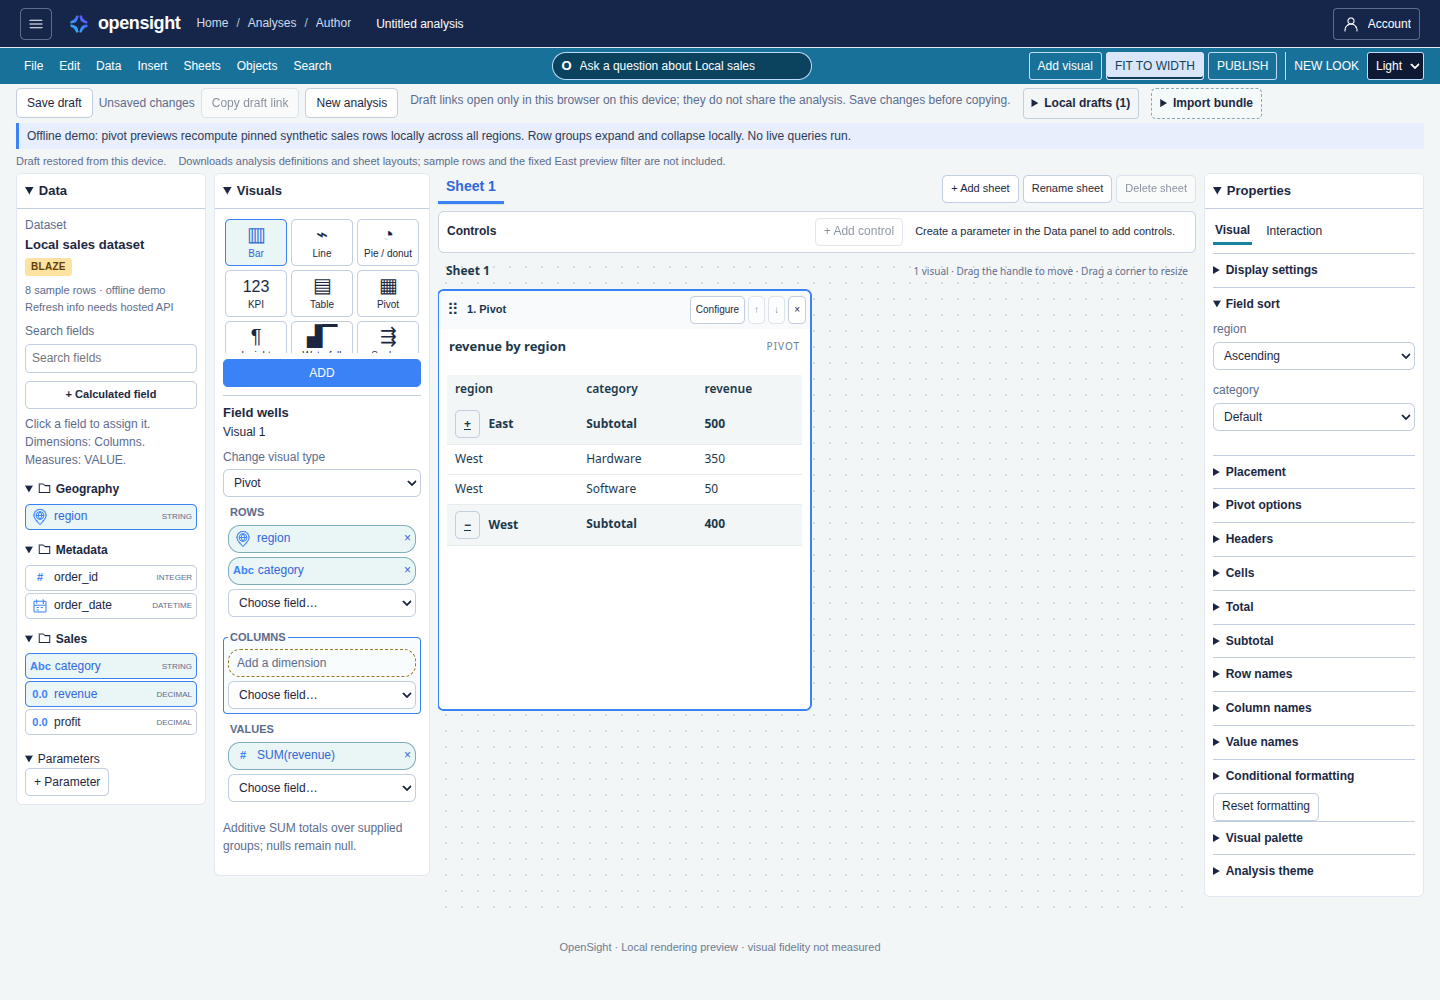 opensight
Home / Analyses / Author
Untitled analysis
Account
File Edit Data Insert Sheets Objects Search
Ask a question about Local sales
Add visual
FIT TO WIDTH
PUBLISH
NEW LOOK
Light
Save draft
Unsaved changes
Copy draft link
New analysis
Draft links open only in this browser on this device; they do not share the analysis. Save changes before copying.
Local drafts (1)
Import bundle
Offline demo: pivot previews recompute pinned synthetic sales rows locally across all regions. Row groups expand and collapse locally. No live queries run.
Draft restored from this device. Downloads analysis definitions and sheet layouts; sample rows and the fixed East preview filter are not included.
Data
Dataset
Local sales dataset
BLAZE
8 sample rows · offline demo
Refresh info needs hosted API
Search fields
Search fields
+ Calculated field
Click a field to assign it.
Dimensions: Columns.
Measures: VALUE.
Geography
region STRING
Metadata
# order_id INTEGER
order_date DATETIME
Sales
Abc category STRING
0.0 revenue DECIMAL
0.0 profit DECIMAL
Parameters
+ Parameter
Visuals
Bar
Line
Pie / donut
123
KPI
Table
Pivot
¶
ADD
Field wells
Visual 1
Change visual type
Pivot
ROWS
region ×
Abc category ×
Choose field…
COLUMNS
Add a dimension
Choose field…
VALUES
# SUM(revenue) ×
Choose field…
Additive SUM totals over supplied
groups; nulls remain null.
Sheet 1
+ Add sheet
Rename sheet
Delete sheet
Controls
+ Add control
Create a parameter in the Data panel to add controls.
Sheet 1
1 visual · Drag the handle to move · Drag a corner to resize
1. Pivot
Configure
↑
↓
×
revenue by region
PIVOT
region category revenue
+ East Subtotal 500
West Hardware 350
West Software 50
− West Subtotal 400
Properties
Visual
Interaction
Display settings
Field sort
region
Ascending
category
Default
Placement
Pivot options
Headers
Cells
Total
Subtotal
Row names
Column names
Value names
Conditional formatting
Reset formatting
Visual palette
Analysis theme
OpenSight · Local rendering preview · visual fidelity not measured